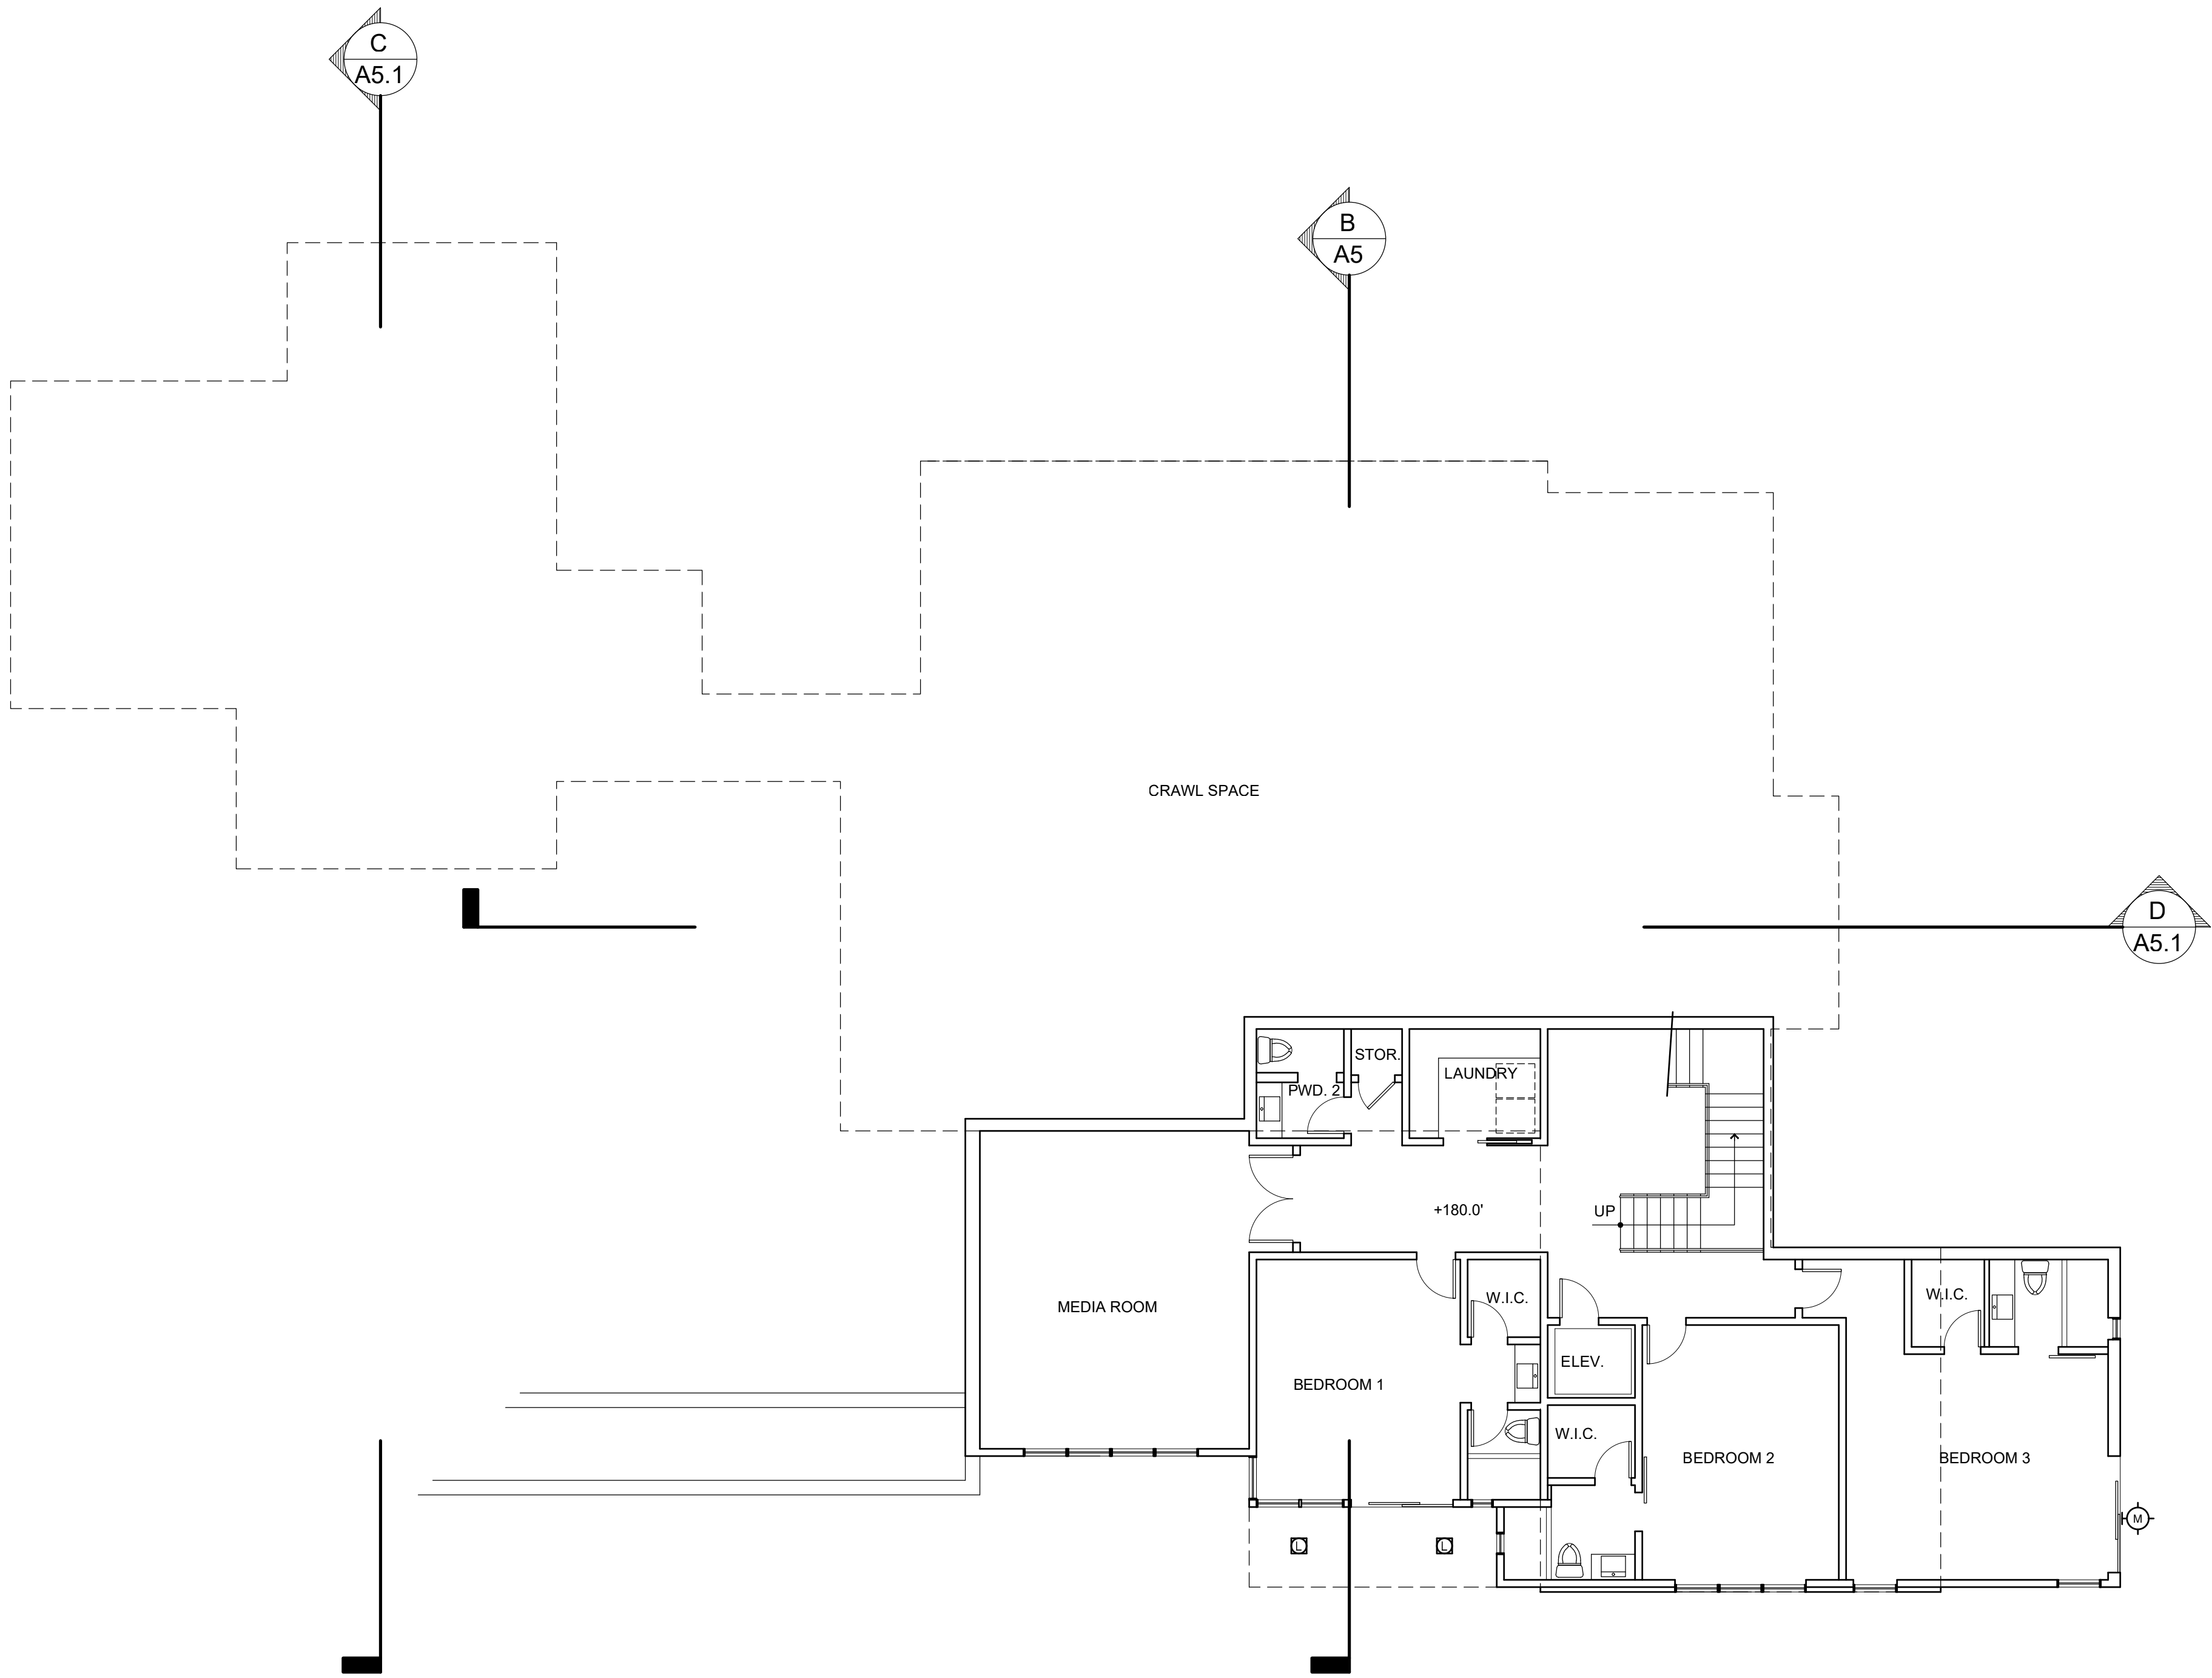 C
A5.1
B
A5
CRAWL SPACE
D
A5.1
STOR.
LAUNDRY
PWD. 2
+180.0'
UP
MEDIA ROOM
W.I.C.
W.I.C.
ELEV.
BEDROOM 1
W.I.C.
BEDROOM 2
BEDROOM 3
M
L
L